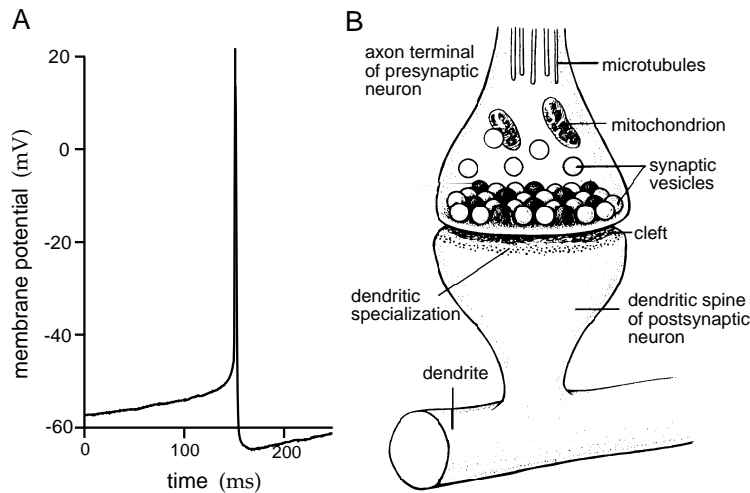 A
20
0
-20
-40
-60
membrane potential (mV)
0
100
200
time (ms)
B
axon terminal
of presynaptic
neuron
microtubules
mitochondrion
synaptic
vesicles
cleft
dendritic
specialization
dendritic spine
of postsynaptic
neuron
dendrite